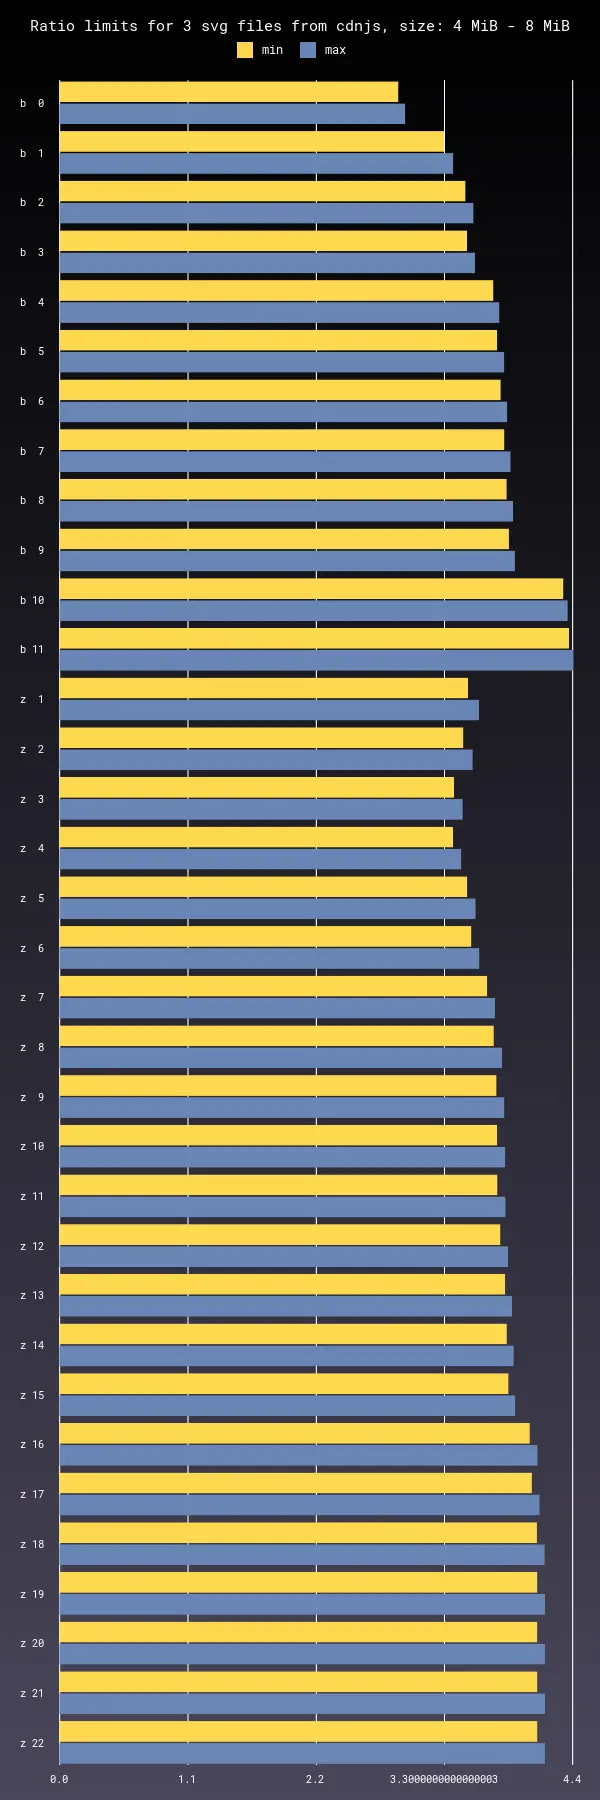 Ratio limits for 3 svg files from cdnjs, size: 4 MiB - 8 MiB
min max
b 0
b 1
b 2
b 3
b 4
b 5
b 6
b 7
b 8
b 9
b 10
b 11
z 1
z 2
z 3
z 4
z 5
z 6
z 7
z 8
z 9
z 10
z 11
z 12
z 13
z 14
z 15
z 16
z 17
z 18
z 19
z 20
z 21
z 22
0.0 1.1 2.2 3.3000000000000003 4.4